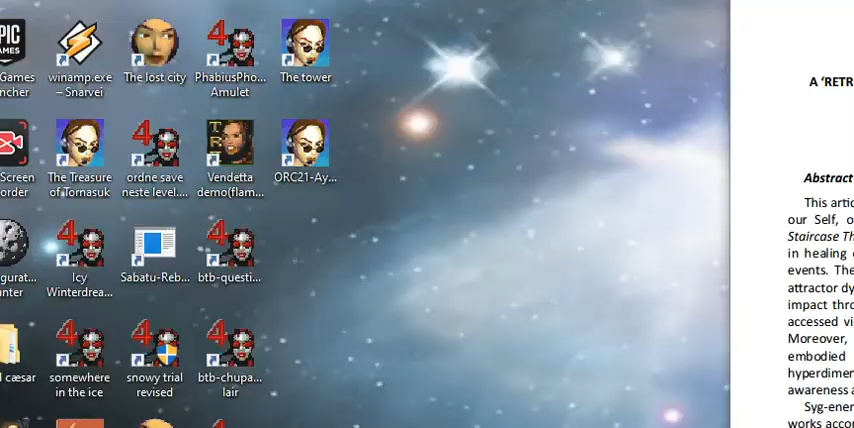 EPIC
GAMES
Games
ncher
winamp.exe
– Snarvei
The lost city
PhabiusPho...
Amulet
The tower
Screen
order
The Treasure
of Tornasuk
ordne save
neste level....
Vendetta
demo(flam...
ORC21-Ay...
gurat...
nter
Icy
Winterdrea...
Sabatu-Reb...
btb-questi...
d cæsar
somewhere
in the ice
snowy trial
revised
btb-chupa...
lair
A ‘RETR
Abstract
This artic
our Self, o
Staircase Th
in healing
events. The
attractor dy
impact thro
accessed vi
Moreover,
embodied
hyperdimer
awareness a
Syg-ener
works accor